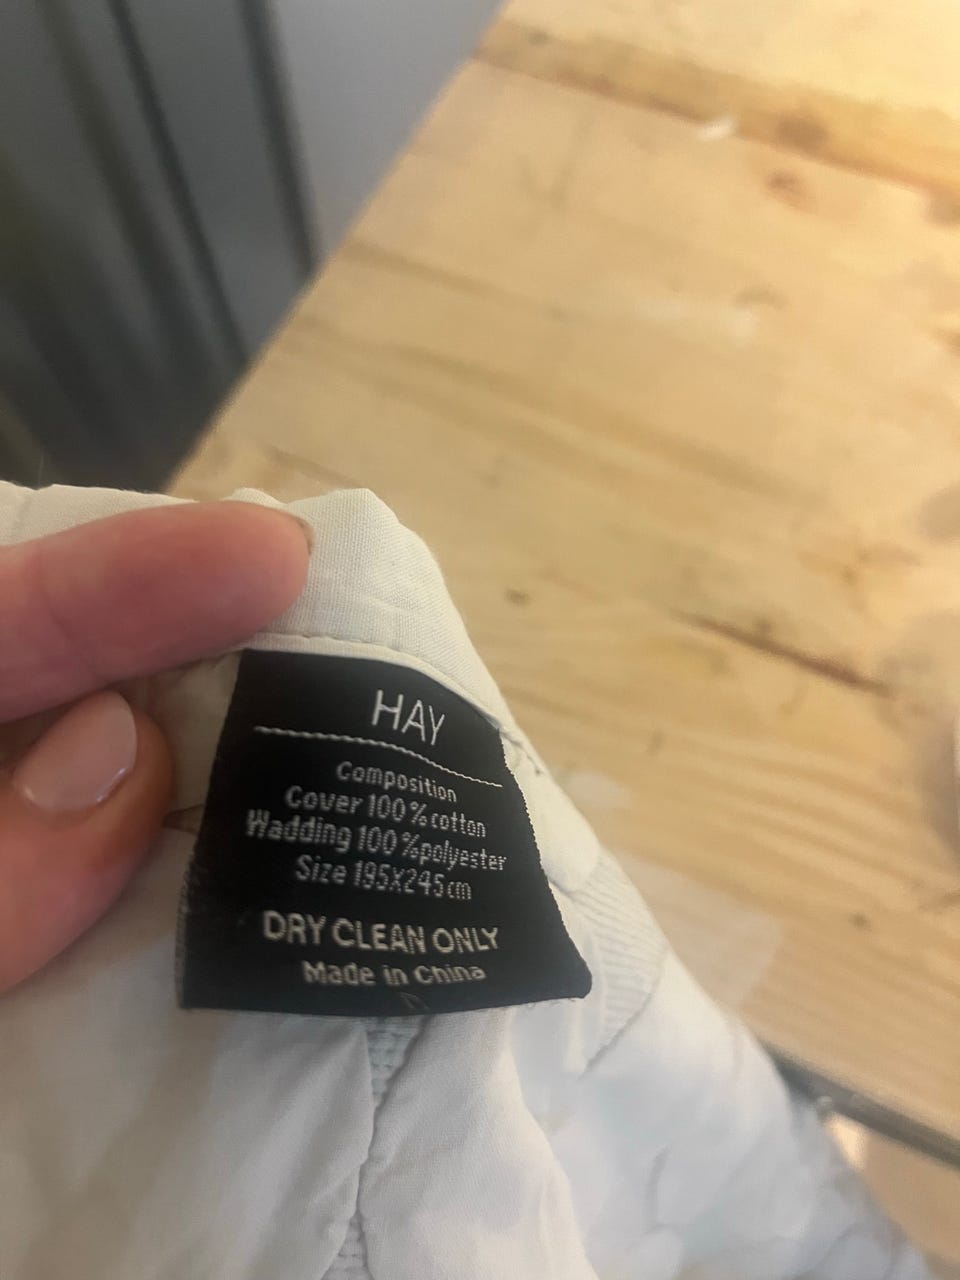 HAY
Composition
Cover 100% cotton
Wadding 100% polyester
Size 195x245cm
DRY CLEAN ONLY
Made in China